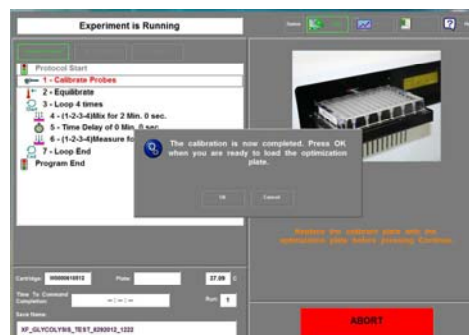 Experiment is Running
Protocol Start
1 - Calibrate Probes
2 - Equilibrate
3 - Loop 4 times
4 - (1-2-3-4)Mix for 2 Min. 0 sec.
5 - Time Delay of 0 Min. 0 sec.
6 - (1-2-3-4)Measure fo
7 - Loop End
Program End
The calibration is now completed. Press OK
when you are ready to load the optimization
plate.
OK
Cancel
Replace the utility plate with the
optimization plate before pressing Continue.
Cartridge:
Plate:
27.09 C
Time To Command
Completion:
--:--:--
Run: 1
Save Name:
XF_GLYCOLYSIS_TEST_9292012_1222
ABORT